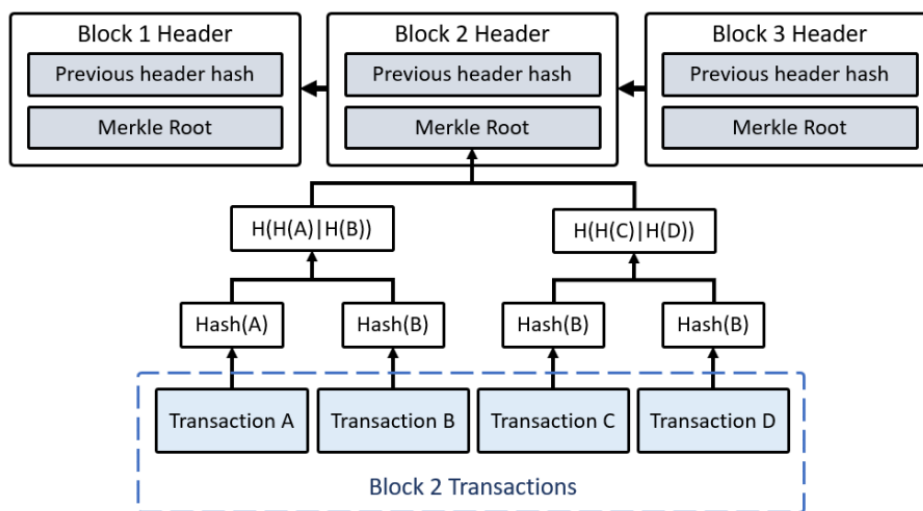 Block 1 Header
Block 2 Header
Block 3 Header
Previous header hash
Previous header hash
Previous header hash
Merkle Root
Merkle Root
Merkle Root
H(H(A)|H(B))
H(H(C)|H(D))
Hash(A)
Hash(B)
Hash(B)
Hash(B)
Transaction A
Transaction B
Transaction C
Transaction D
Block 2 Transactions